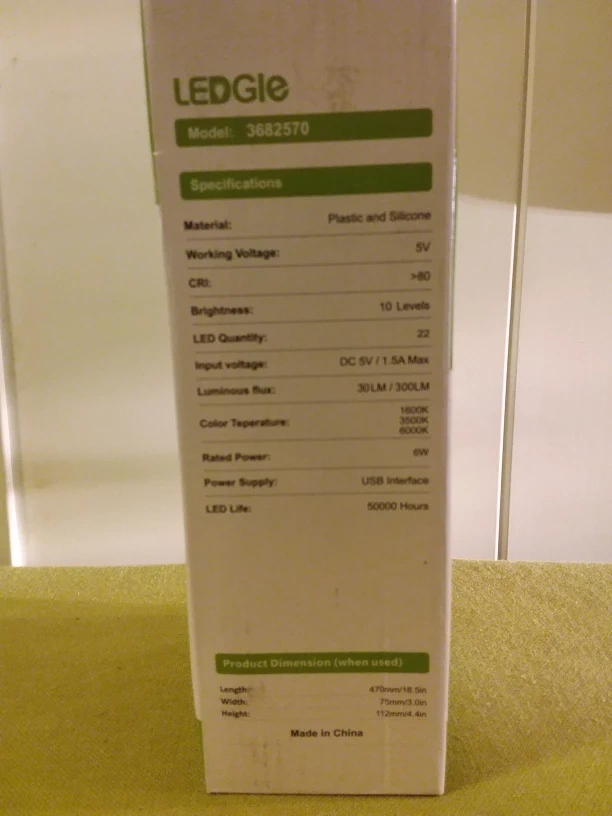 LEDGle
Model: 3682570
Specifications
Material: Plastic and Silicone
Working Voltage: 5V
CRI: >80
Brightness: 10 Levels
LED Quantity: 22
Input voltage: DC 5V / 1.5A Max
Luminous flux: 30LM / 300LM
Color Teperature: 1600K
3500K
6000K
Rated Power: 6W
Power Supply: USB Interface
LED Life: 50000 Hours
Product Dimension (when used)
Length: 470mm/18.5in
Width: 75mm/3.0in
Height: 112mm/4.4in
Made in China